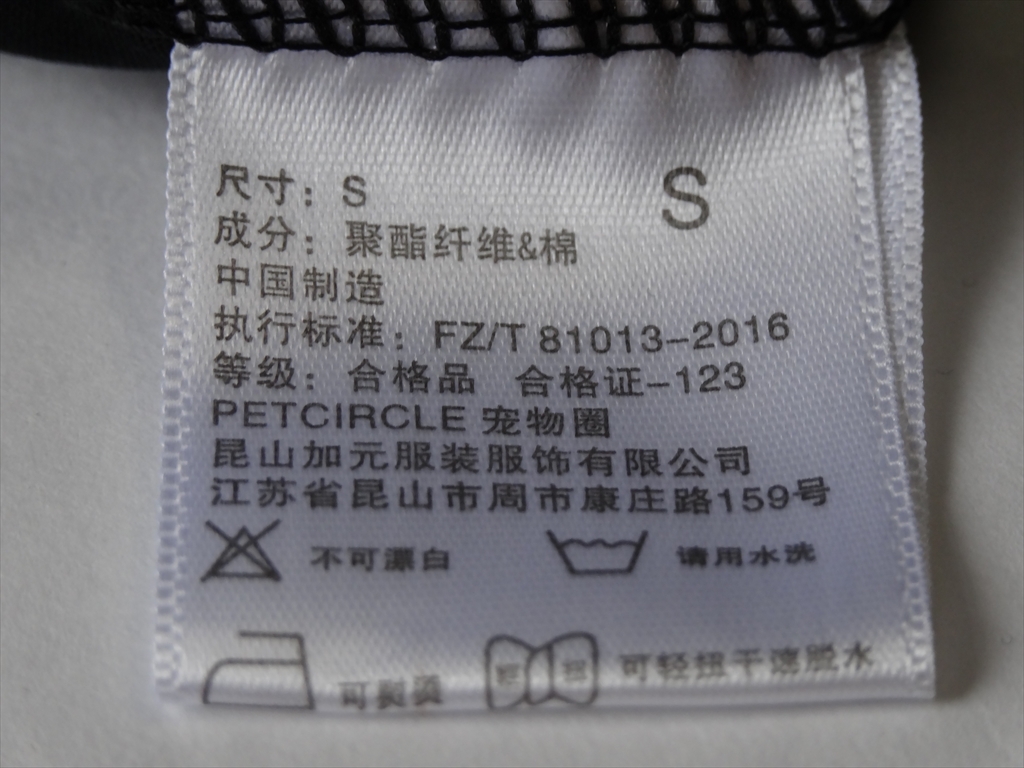 尺寸：S
S
成分：聚酯纤维&棉
中国制造
执行标准：FZ/T 81013-2016
等级：合格品 合格证-123
PETCIRCLE 宠物圈
昆山加元服装服饰有限公司
江苏省昆山市周市康庄路159号
不可漂白 请用水洗
可熨烫 可轻扭干速脱水